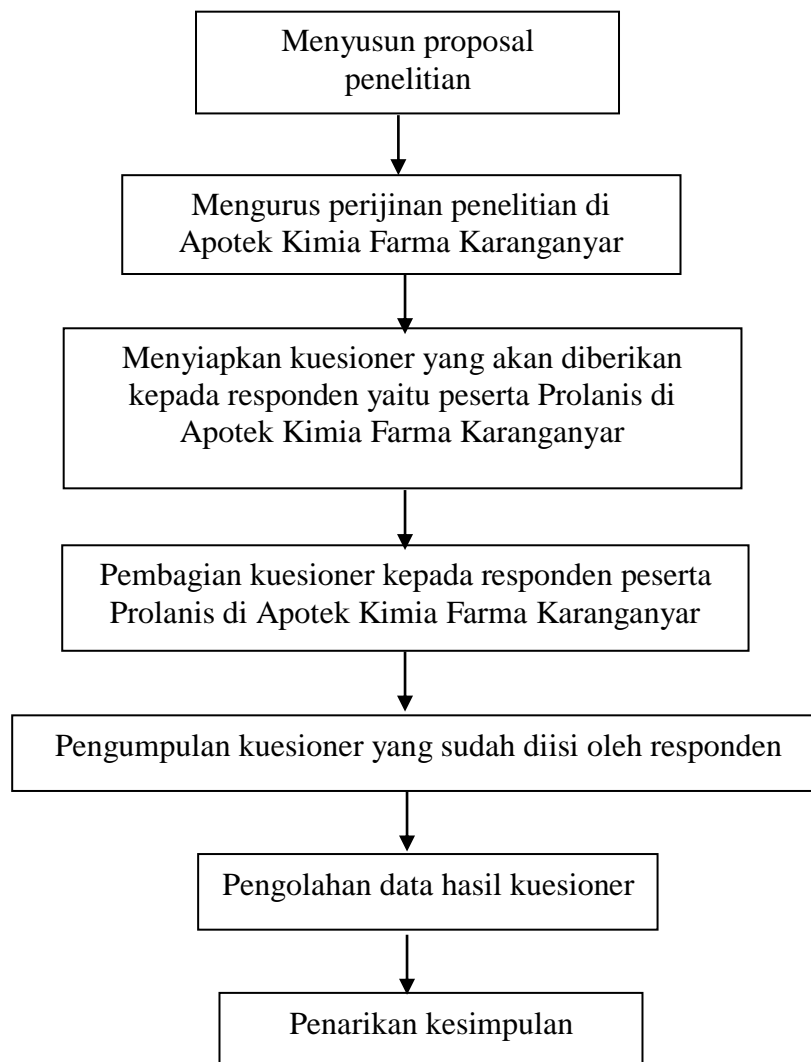 Menyusun proposal
penelitian
Mengurus perijinan penelitian di
Apotek Kimia Farma Karanganyar
Menyiapkan kuesioner yang akan diberikan
kepada responden yaitu peserta Prolanis di
Apotek Kimia Farma Karanganyar
Pembagian kuesioner kepada responden peserta
Prolanis di Apotek Kimia Farma Karanganyar
Pengumpulan kuesioner yang sudah diisi oleh responden
Pengolahan data hasil kuesioner
Penarikan kesimpulan